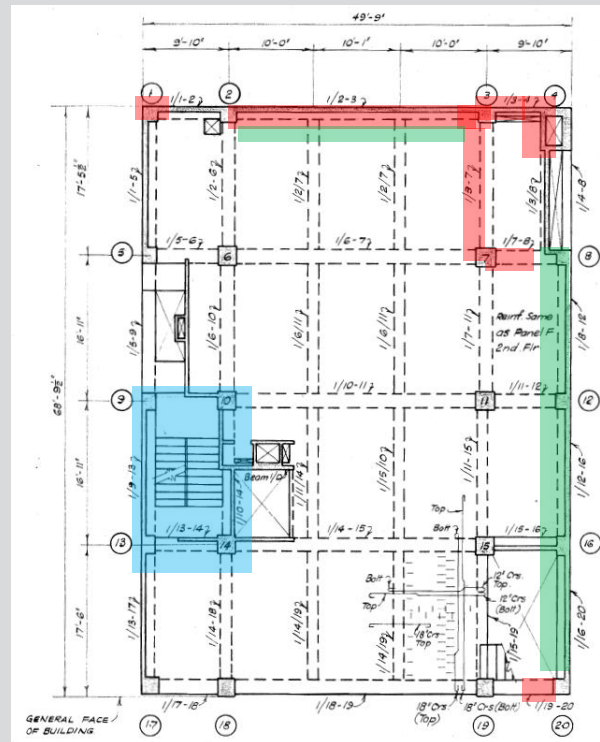 49'-9"
9'-10" 10'-0" 10'-1" 10'-0" 9'-10"
1 2 3 4
1/1-2 1/2-3 1/3-4
17'-5½"
1/1-5 1/2-6 1/2/7 1/2/7 1/3-7 1/3/8 1/4-8
1/5-6 1/6-7 1/7-8
5 6 7 8
Reinf. Same
as Panel F
2nd. Flr
16'-11"
1/5-9 1/6-10 1/6/11 1/6/11 1/7-11 1/8-12
68'-9½"
1/10-11 1/11-12
9 10 11 12
16'-11"
1/9-13 Beam 1/D 1/10-14 1/11/14 1/15/10 1/11-15 1/12-16
Top
Bott
1/13-14 1/14-15 1/15-16
13 14 15 16
12" Crs.
Top
Bott
Top
12" Crs
(Bott)
18" Crs
Top
17'-6"
1/13-17 1/14-18 1/14/19 1/14/19 1/15-19 1/16-20
1/17-18 1/18-19 18" Crs
(Top) 18" Crs (Bott) 1/19-20
GENERAL FACE
OF BUILDING
17 18 19 20